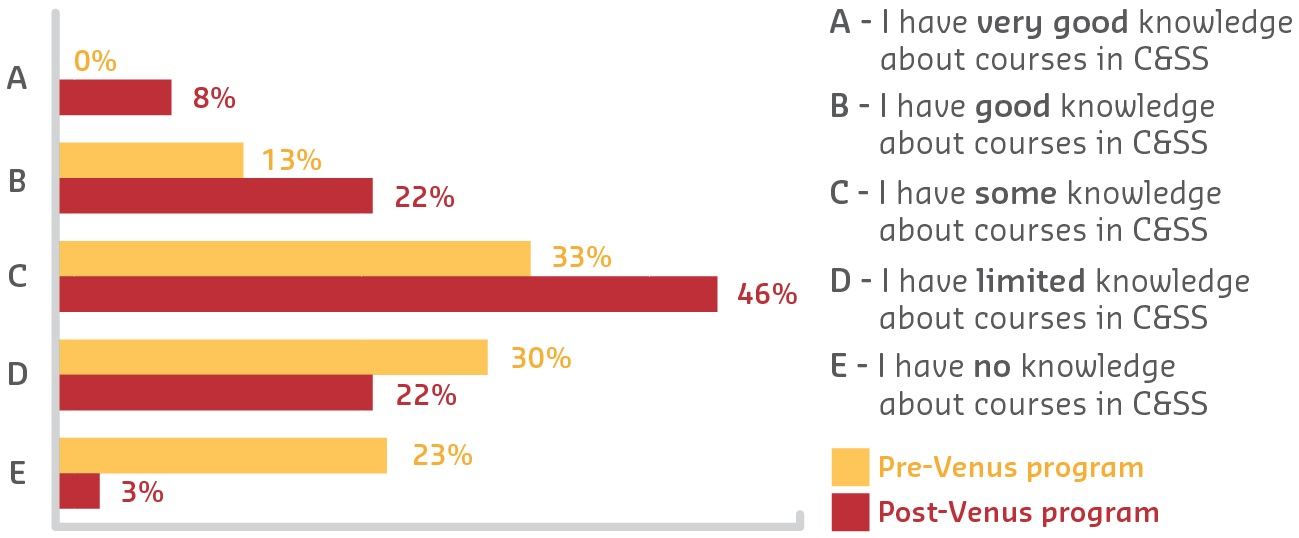 A
0%
8%
B
13%
22%
C
33%
46%
D
30%
22%
E
23%
3%
A - I have very good knowledge
about courses in C&SS
B - I have good knowledge
about courses in C&SS
C - I have some knowledge
about courses in C&SS
D - I have limited knowledge
about courses in C&SS
E - I have no knowledge
about courses in C&SS
Pre-Venus program
Post-Venus program